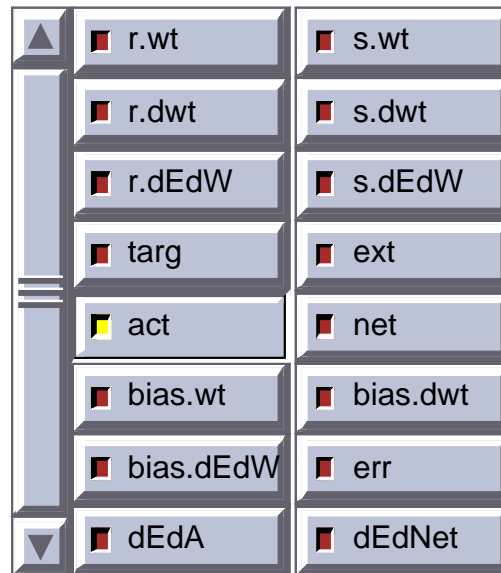 r.wt s.wt
r.dwt s.dwt
r.dEdW s.dEdW
targ ext
act net
bias.wt bias.dwt
bias.dEdW err
dEdA dEdNet